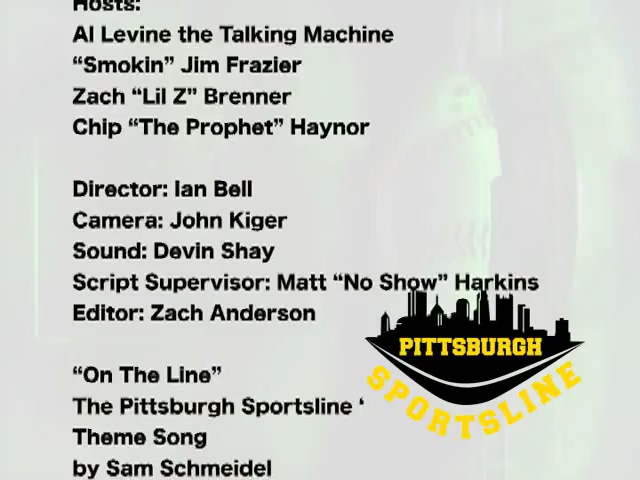 Hosts:
Al Levine the Talking Machine
“Smokin” Jim Frazier
Zach “Lil Z” Brenner
Chip “The Prophet” Haynor
Director: Ian Bell
Camera: John Kiger
Sound: Devin Shay
Script Supervisor: Matt “No Show” Harkins
Editor: Zach Anderson
“On The Line”
The Pittsburgh Sportsline ‘
Theme Song
by Sam Schmeidel
PITTSBURGH
SPORTSLINE